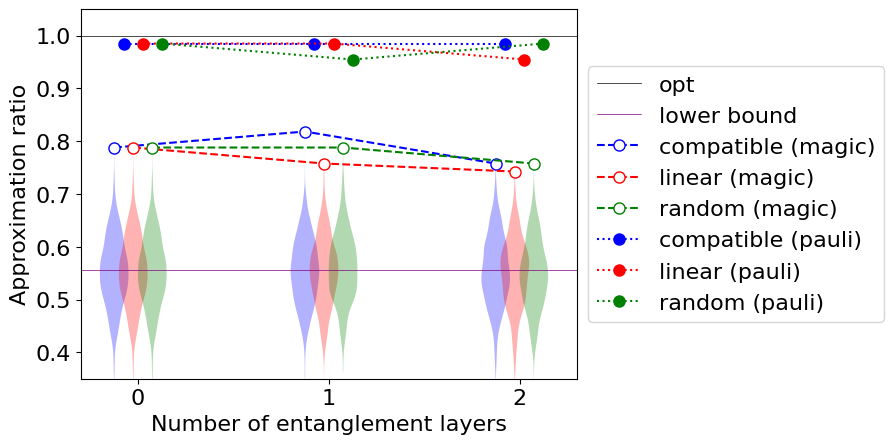 1.0
0.9
0.8
0.7
0.6
0.5
0.4
Approximation ratio
0 1 2
Number of entanglement layers
opt
lower bound
compatible (magic)
linear (magic)
random (magic)
compatible (pauli)
linear (pauli)
random (pauli)